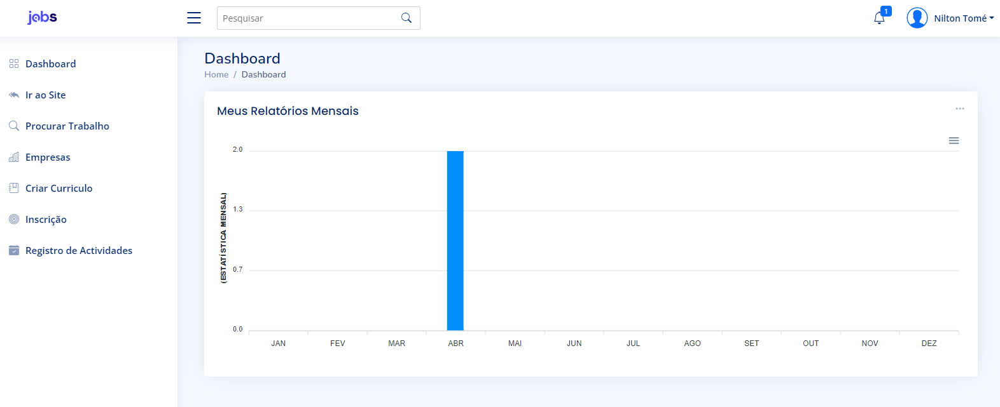 jobs
Pesquisar
1
Nilton Tomé
Dashboard
Ir ao Site
Procurar Trabalho
Empresas
Criar Curriculo
Inscrição
Registro de Actividades
Dashboard
Home / Dashboard
Meus Relatórios Mensais
(ESTATÍSTICA MENSAL)
2.0
1.3
0.7
0.0
JAN FEV MAR ABR MAI JUN JUL AGO SET OUT NOV DEZ